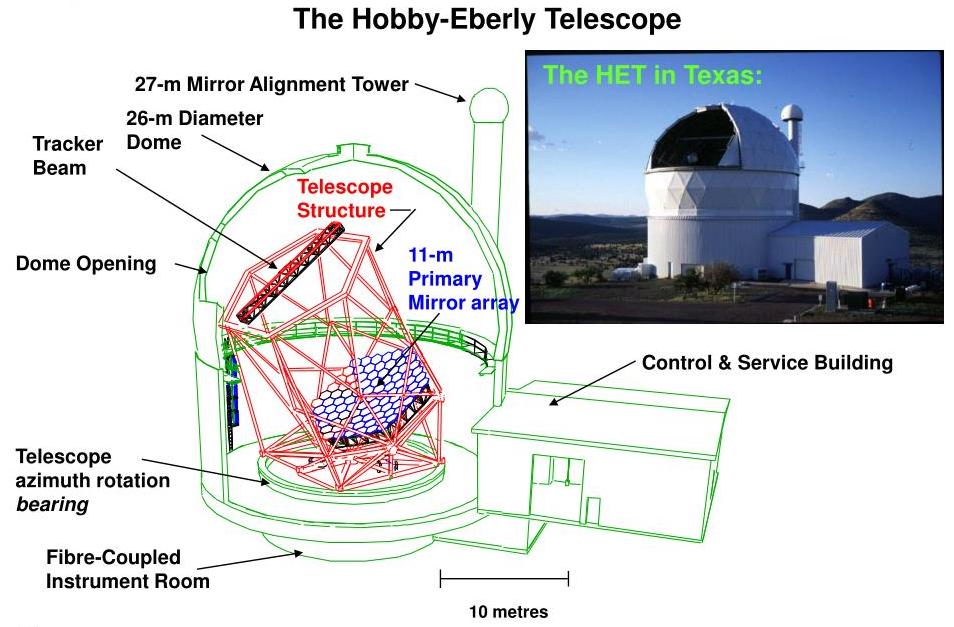 The Hobby-Eberly Telescope
The HET in Texas:
27-m Mirror Alignment Tower
26-m Diameter
Dome
Tracker
Beam
Telescope
Structure
Dome Opening
11-m
Primary
Mirror array
Control & Service Building
Telescope
azimuth rotation
bearing
Fibre-Coupled
Instrument Room
10 metres